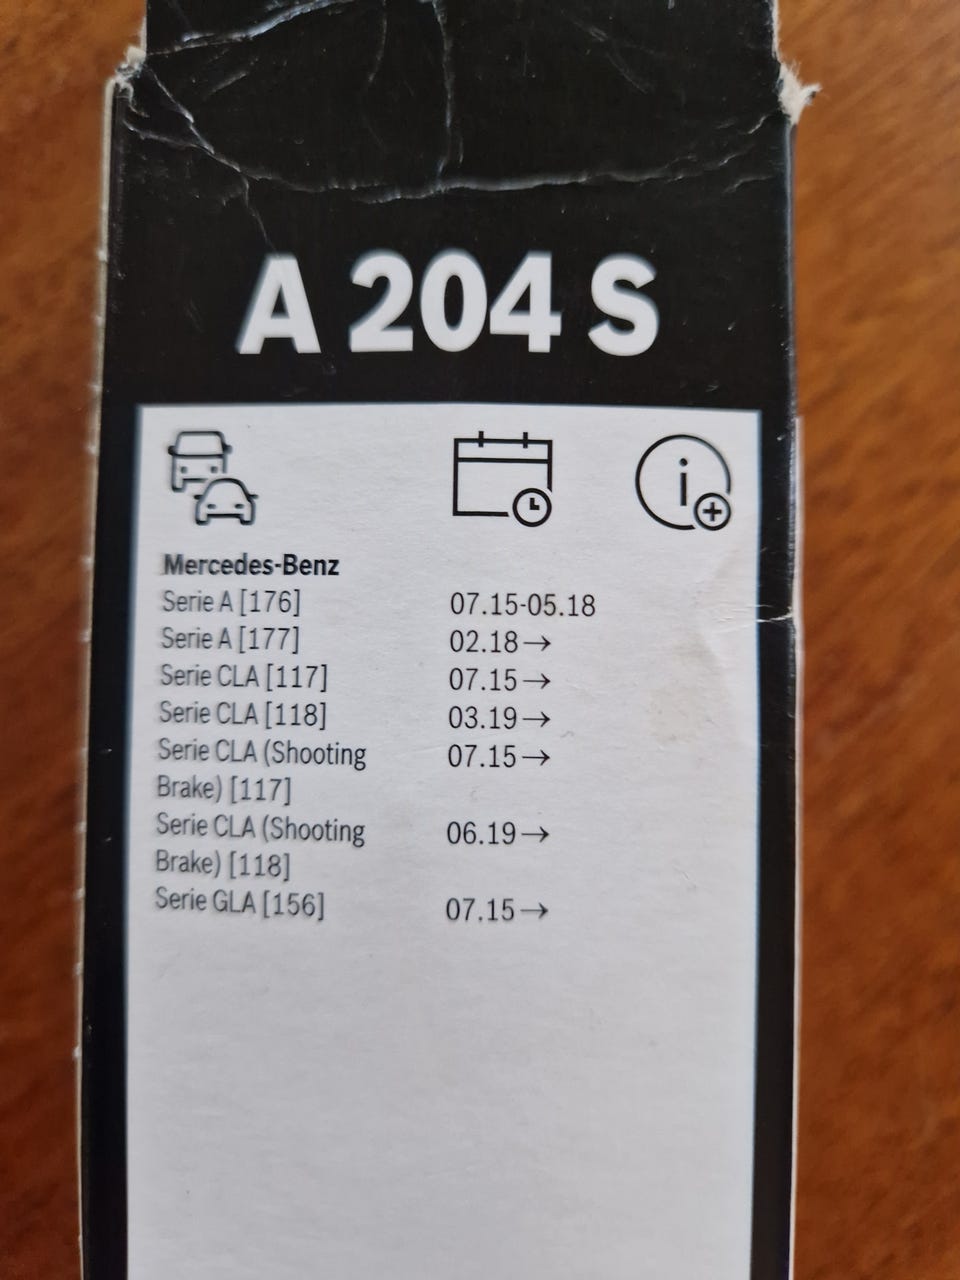 A 204 S
Mercedes-Benz
Serie A [176] 07.15-05.18
Serie A [177] 02.18→
Serie CLA [117] 07.15→
Serie CLA [118] 03.19→
Serie CLA (Shooting 07.15→
Brake) [117]
Serie CLA (Shooting 06.19→
Brake) [118]
Serie GLA [156] 07.15→